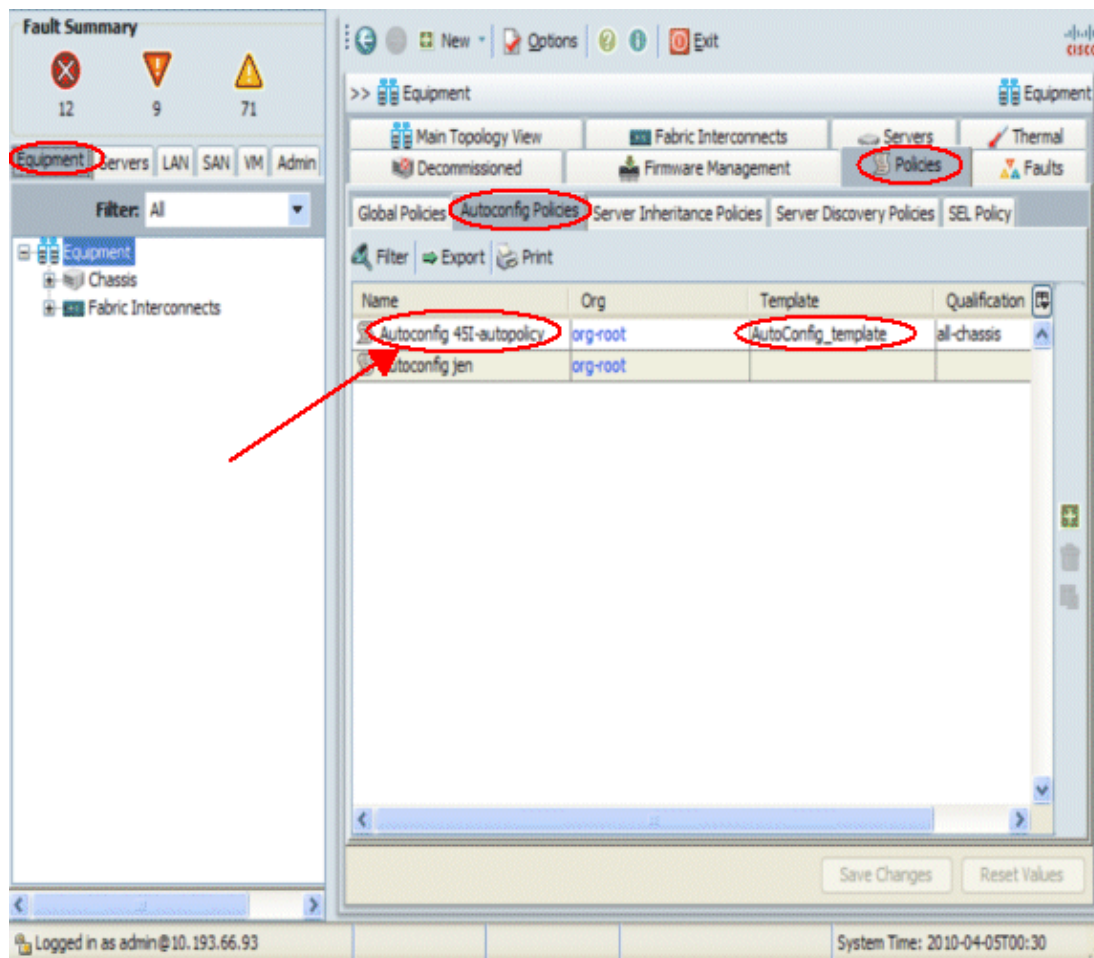 Fault Summary
12 9 71
Equipment Servers LAN SAN VM Admin
Filter: All
Equipment
Chassis
Fabric Interconnects
New Options Exit
cisco
>> Equipment Equipment
Main Topology View Fabric Interconnects Servers Thermal
Decommissioned Firmware Management Policies Faults
Global Policies Autoconfig Policies Server Inheritance Policies Server Discovery Policies SEL Policy
Filter Export Print
Name Org Template Qualification
Autoconfig 45I-autopolicy org-root AutoConfig_template all-chassis
Autoconfig jen org-root
Save Changes Reset Values
Logged in as admin@10.193.66.93 System Time: 2010-04-05T00:30